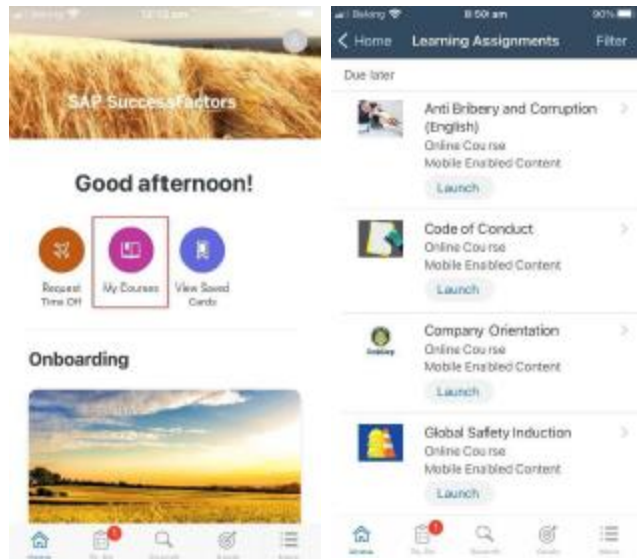 SAP SuccessFactors
Good afternoon!
Request
Time Off
My Courses
View Saved
Cards
Onboarding
Belong
8:50 am
90%
Home
Learning Assignments
Filter
Due later
Anti Bribery and Corruption
(English)
Online Course
Mobile Enabled Content
Launch
Code of Conduct
Online Course
Mobile Enabled Content
Launch
Company Orientation
Online Course
Mobile Enabled Content
Launch
Global Safety Induction
Online Course
Mobile Enabled Content
Launch